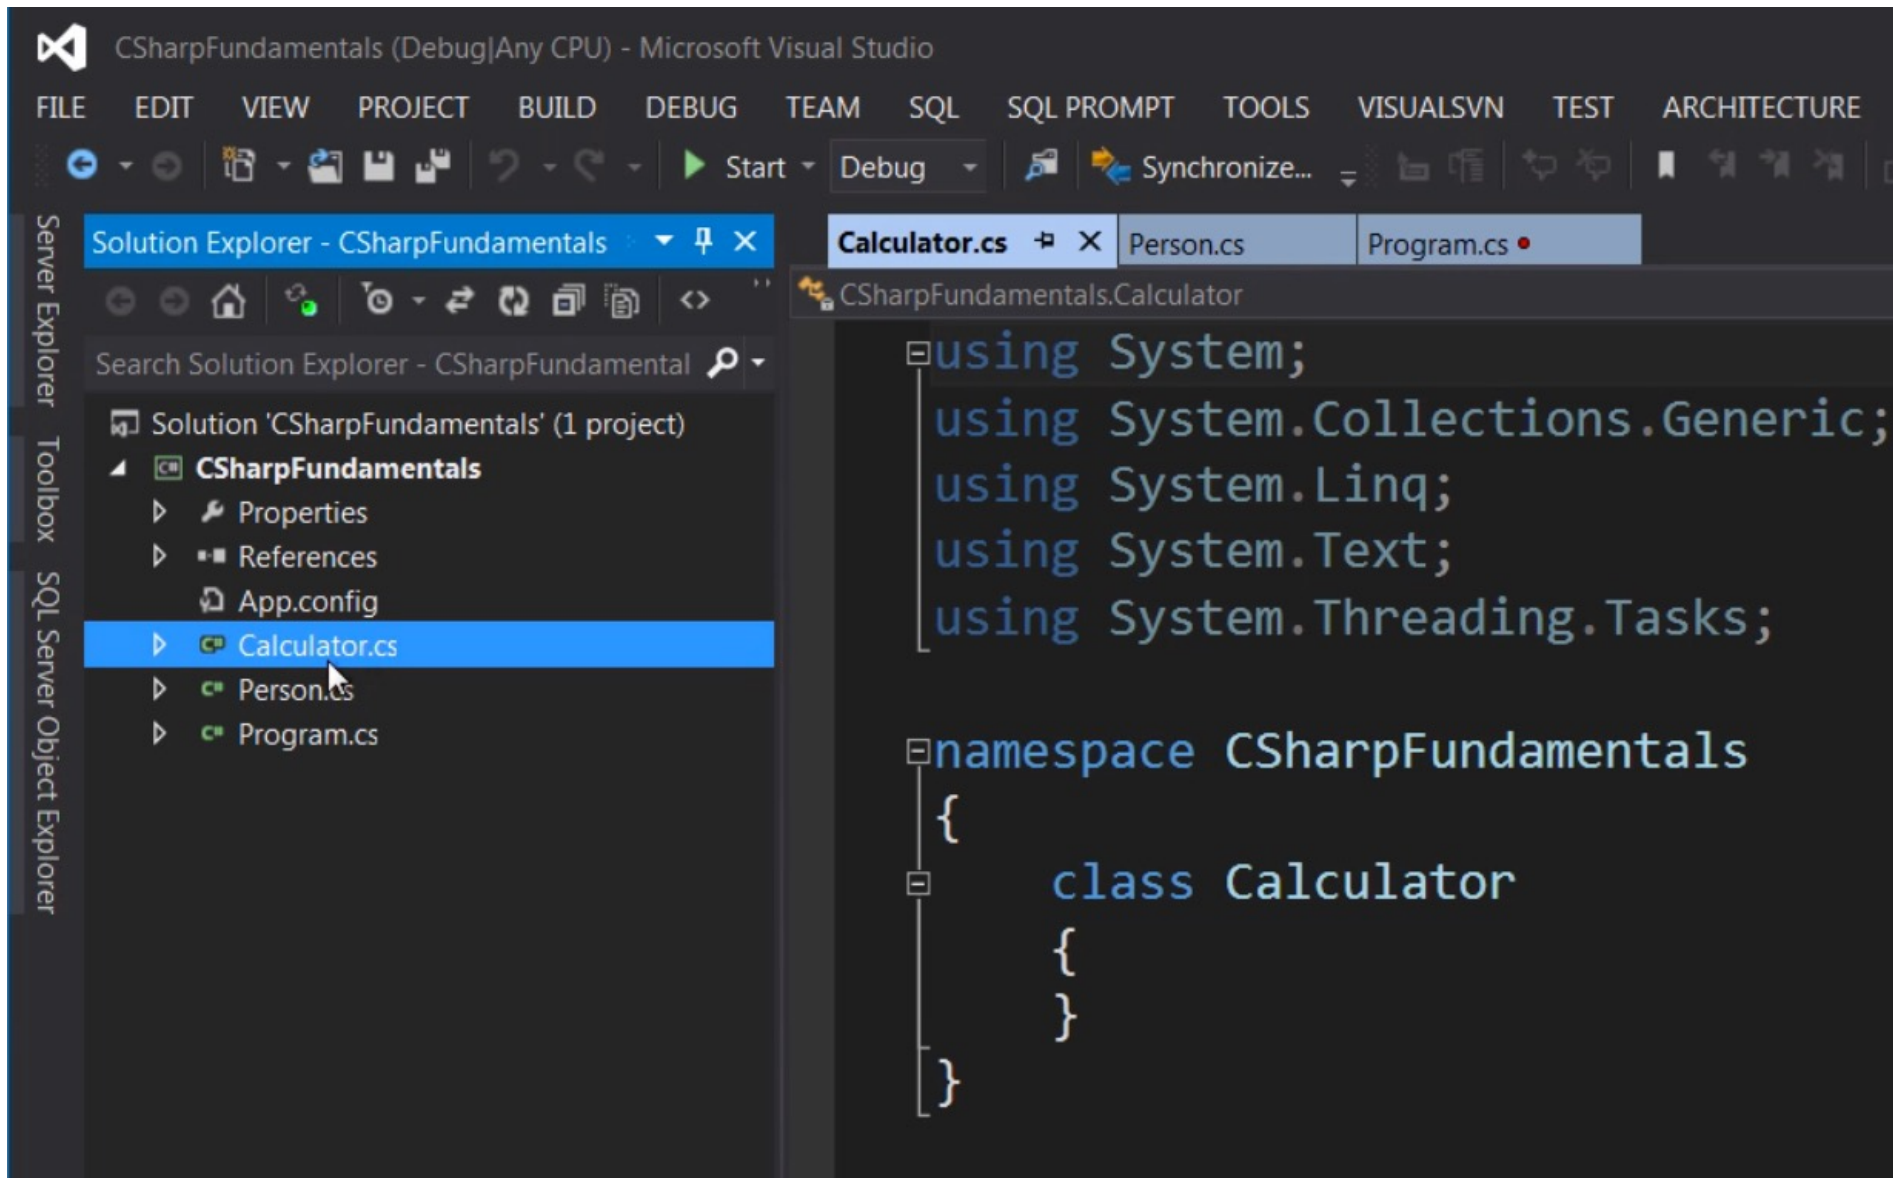 CSharpFundamentals (Debug|Any CPU) - Microsoft Visual Studio
FILE EDIT VIEW PROJECT BUILD DEBUG TEAM SQL SQL PROMPT TOOLS VISUALSVN TEST ARCHITECTURE
Start Debug Synchronize...
Server Explorer
Toolbox
SQL Server Object Explorer
Solution Explorer - CSharpFundamentals
Search Solution Explorer - CSharpFundamental
Solution 'CSharpFundamentals' (1 project)
CSharpFundamentals
Properties
References
App.config
Calculator.cs
Person.cs
Program.cs
Calculator.cs Person.cs Program.cs
CSharpFundamentals.Calculator
using System;
using System.Collections.Generic;
using System.Linq;
using System.Text;
using System.Threading.Tasks;
namespace CSharpFundamentals
{
class Calculator
{
}
}